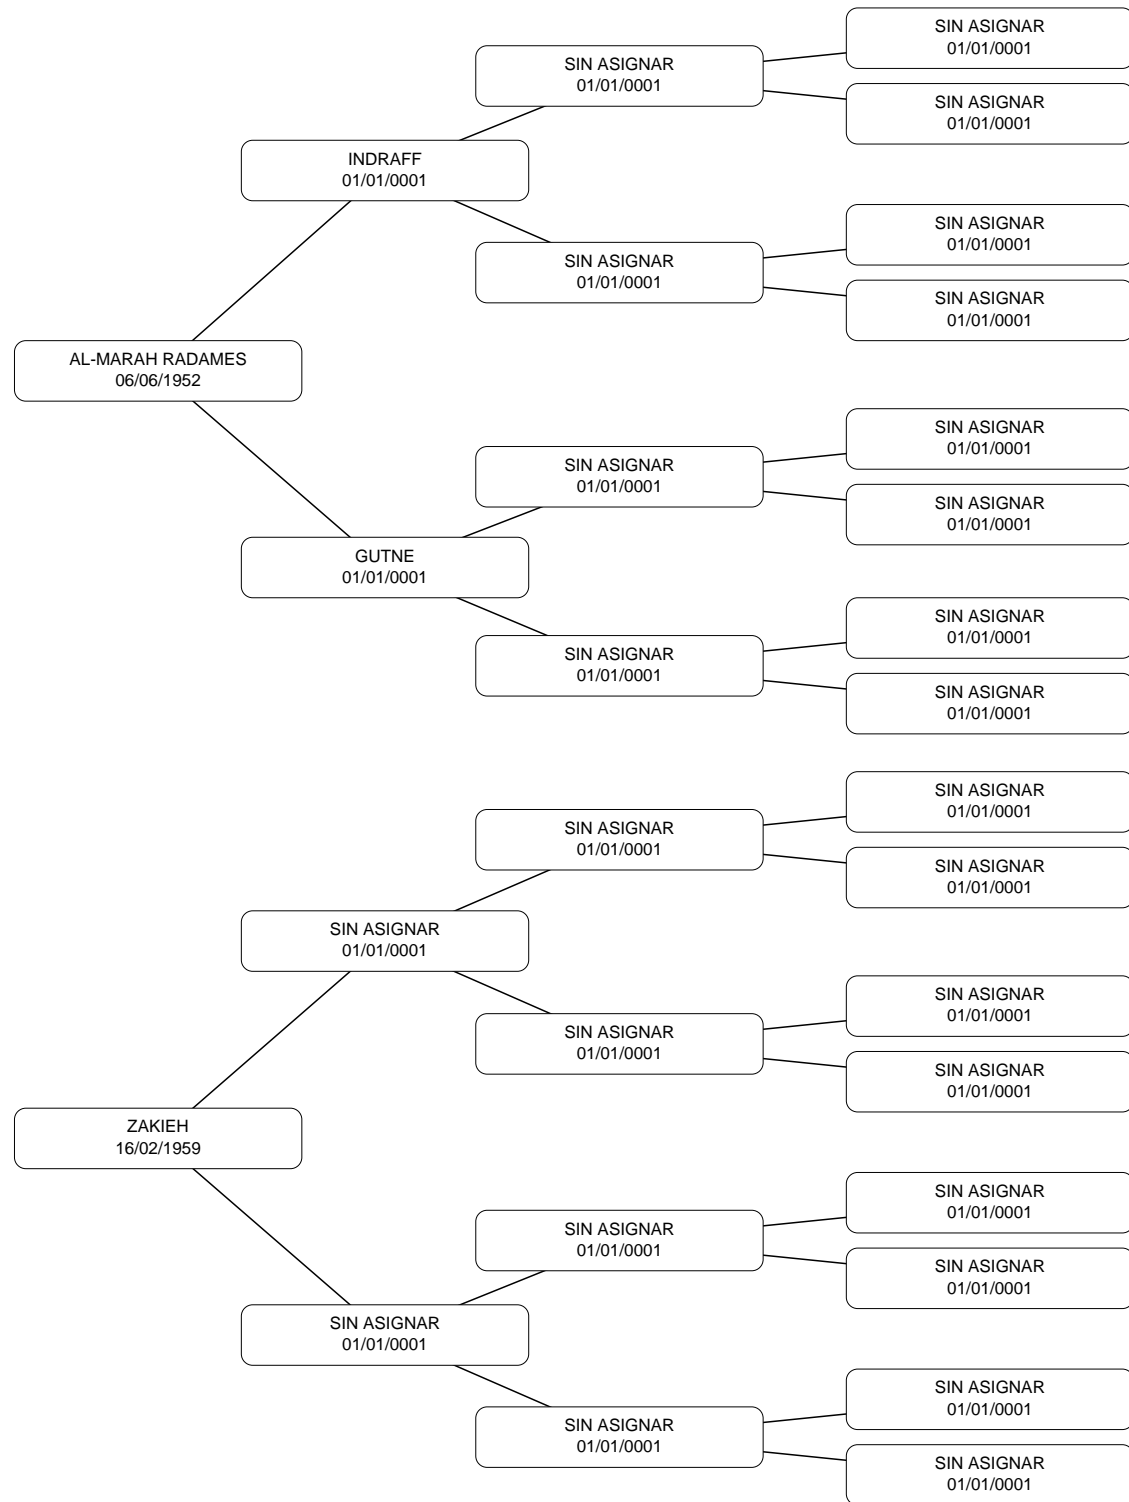 SIN ASIGNAR
01/01/0001
SIN ASIGNAR
01/01/0001
SIN ASIGNAR
01/01/0001
INDRAFF
01/01/0001
SIN ASIGNAR
01/01/0001
SIN ASIGNAR
01/01/0001
SIN ASIGNAR
01/01/0001
AL-MARAH RADAMES
06/06/1952
SIN ASIGNAR
01/01/0001
SIN ASIGNAR
01/01/0001
SIN ASIGNAR
01/01/0001
GUTNE
01/01/0001
SIN ASIGNAR
01/01/0001
SIN ASIGNAR
01/01/0001
SIN ASIGNAR
01/01/0001
SIN ASIGNAR
01/01/0001
SIN ASIGNAR
01/01/0001
SIN ASIGNAR
01/01/0001
SIN ASIGNAR
01/01/0001
SIN ASIGNAR
01/01/0001
SIN ASIGNAR
01/01/0001
SIN ASIGNAR
01/01/0001
ZAKIEH
16/02/1959
SIN ASIGNAR
01/01/0001
SIN ASIGNAR
01/01/0001
SIN ASIGNAR
01/01/0001
SIN ASIGNAR
01/01/0001
SIN ASIGNAR
01/01/0001
SIN ASIGNAR
01/01/0001
SIN ASIGNAR
01/01/0001